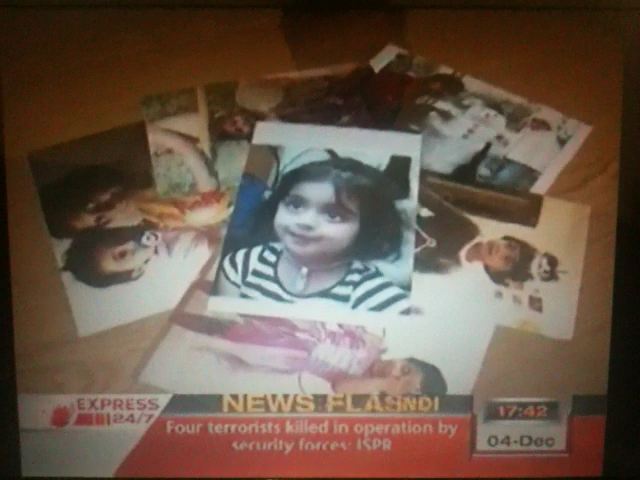 EXPRESS
24/7
NEWS FLASH
Four terrorists killed in operation by
security forces: ISPR
17:42
04-Dec